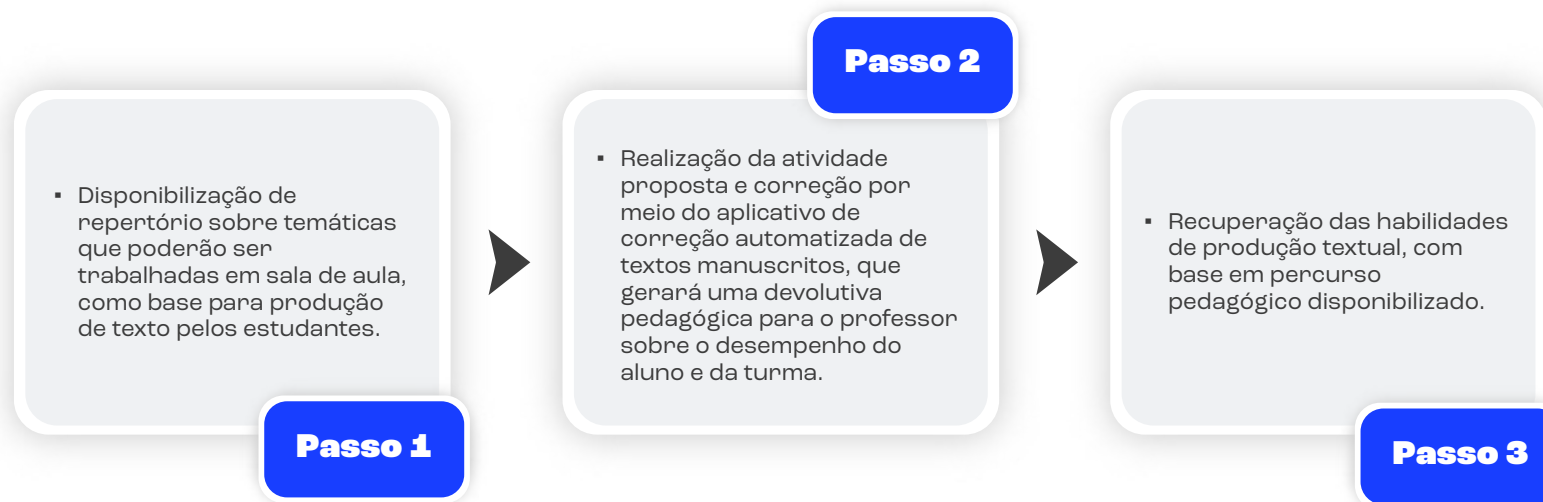 Passo 1
▪ Disponibilização de
repertório sobre temáticas
que poderão ser
trabalhadas em sala de aula,
como base para produção
de texto pelos estudantes.
Passo 2
▪ Realização da atividade
proposta e correção por
meio do aplicativo de
correção automatizada de
textos manuscritos, que
gerará uma devolutiva
pedagógica para o professor
sobre o desempenho do
aluno e da turma.
Passo 3
▪ Recuperação das habilidades
de produção textual, com
base em percurso
pedagógico disponibilizado.